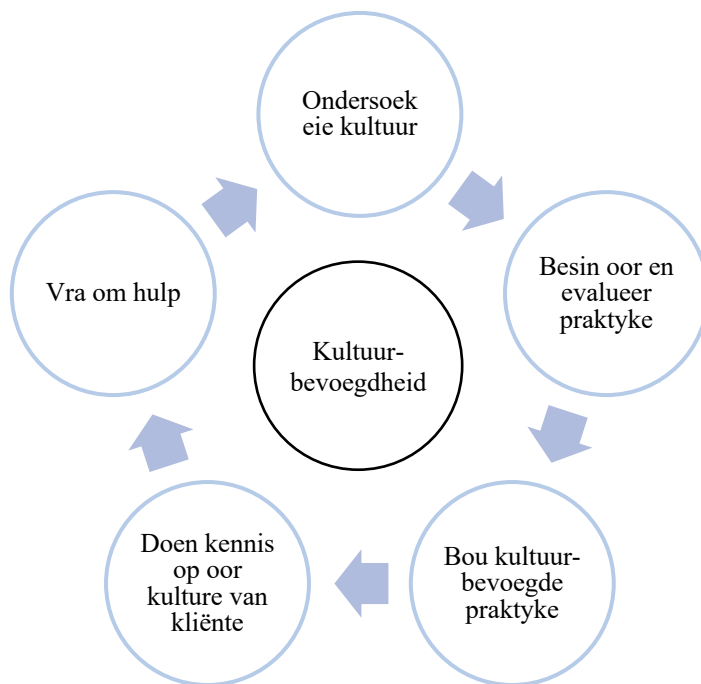 Ondersoek
eie kultuur
Besin oor en
evalueer
praktyke
Bou kultuur-
bevoegde
praktyke
Doen kennis
op oor
kulture van
kliënte
Vra om hulp
Kultuur-
bevoegdheid